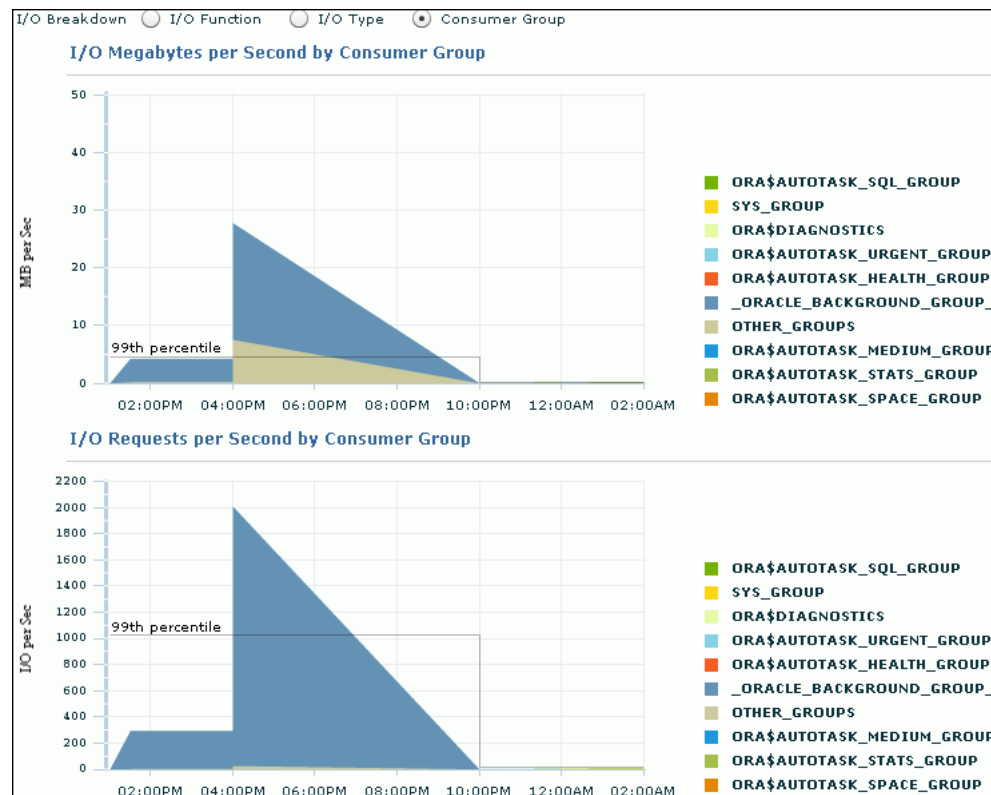 I/O Breakdown I/O Function I/O Type Consumer Group
I/O Megabytes per Second by Consumer Group
50
40
30
20
10
0
MB per Sec
99th percentile
02:00PM 04:00PM 06:00PM 08:00PM 10:00PM 12:00AM 02:00AM
ORA$AUTOTASK_SQL_GROUP
SYS_GROUP
ORA$DIAGNOSTICS
ORA$AUTOTASK_URGENT_GROUP
ORA$AUTOTASK_HEALTH_GROUP
_ORACLE_BACKGROUND_GROUP_
OTHER_GROUPS
ORA$AUTOTASK_MEDIUM_GROUP
ORA$AUTOTASK_STATS_GROUP
ORA$AUTOTASK_SPACE_GROUP
I/O Requests per Second by Consumer Group
2200
2000
1800
1600
1400
1200
1000
800
600
400
200
0
I/O per Sec
99th percentile
02:00PM 04:00PM 06:00PM 08:00PM 10:00PM 12:00AM 02:00AM
ORA$AUTOTASK_SQL_GROUP
SYS_GROUP
ORA$DIAGNOSTICS
ORA$AUTOTASK_URGENT_GROUP
ORA$AUTOTASK_HEALTH_GROUP
_ORACLE_BACKGROUND_GROUP_
OTHER_GROUPS
ORA$AUTOTASK_MEDIUM_GROUP
ORA$AUTOTASK_STATS_GROUP
ORA$AUTOTASK_SPACE_GROUP